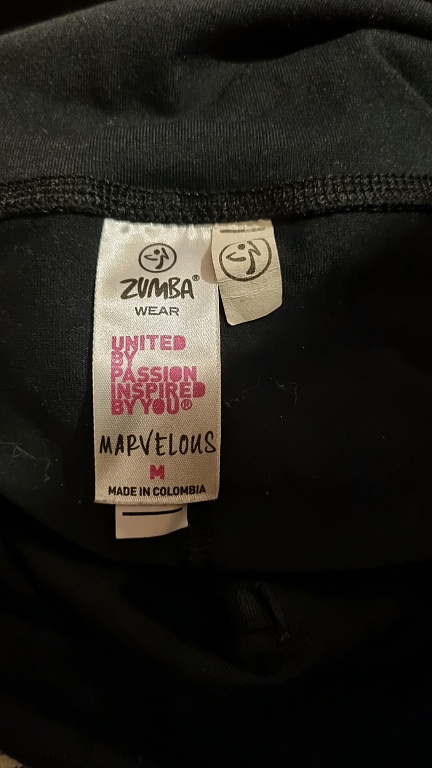 ZUMBA®
WEAR
UNITED
BY
PASSION
INSPIRED
BY YOU®
MARVELOUS
M
MADE IN COLOMBIA